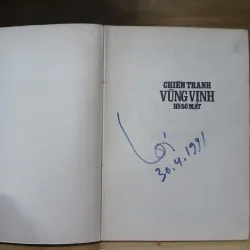 CHIẾN TRANH
VÙNG VỊNH
HỒ SƠ MẬT
30.4.1991